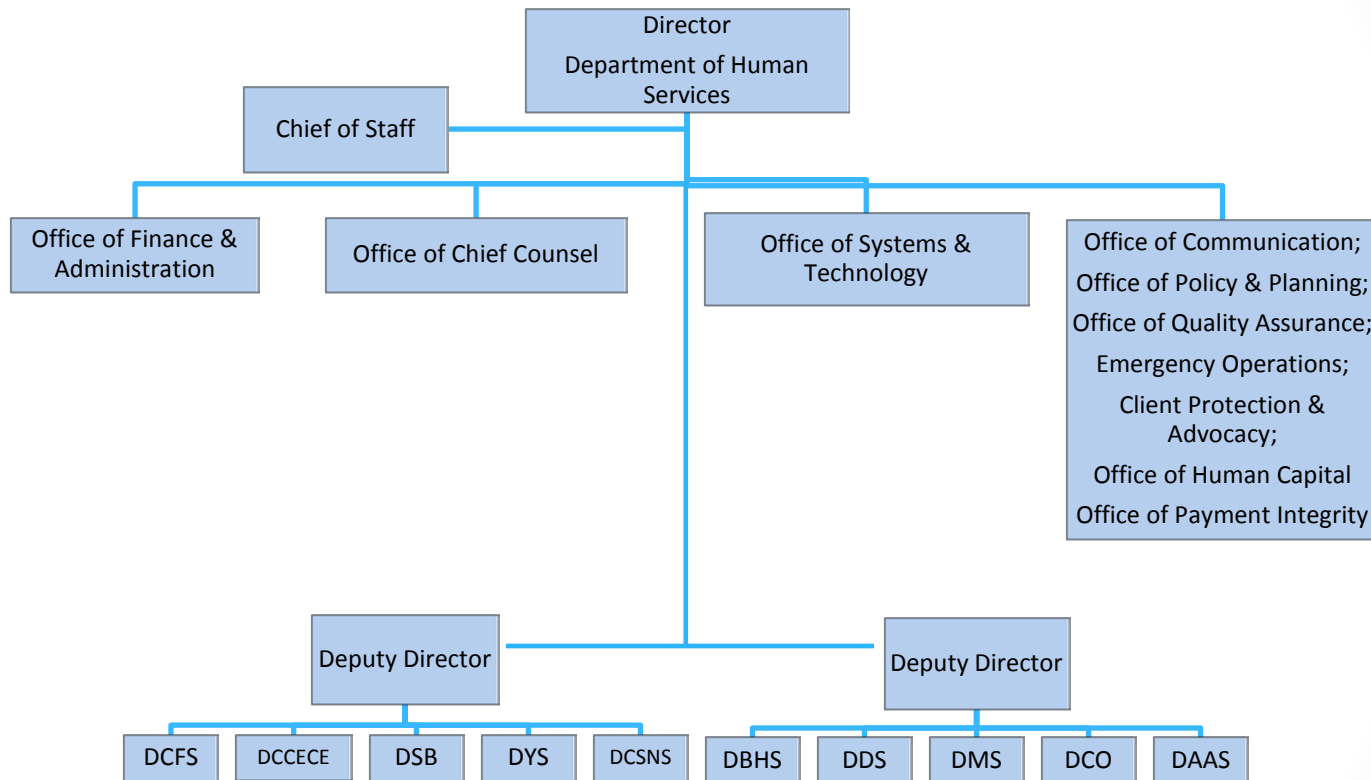 Director
Department of Human
Services
Chief of Staff
Office of Finance &
Administration
Office of Chief Counsel
Office of Systems &
Technology
Office of Communication;
Office of Policy & Planning;
Office of Quality Assurance;
Emergency Operations;
Client Protection &
Advocacy;
Office of Human Capital
Office of Payment Integrity
Deputy Director
Deputy Director
DCFS
DCCECE
DSB
DYS
DCSNS
DBHS
DDS
DMS
DCO
DAAS